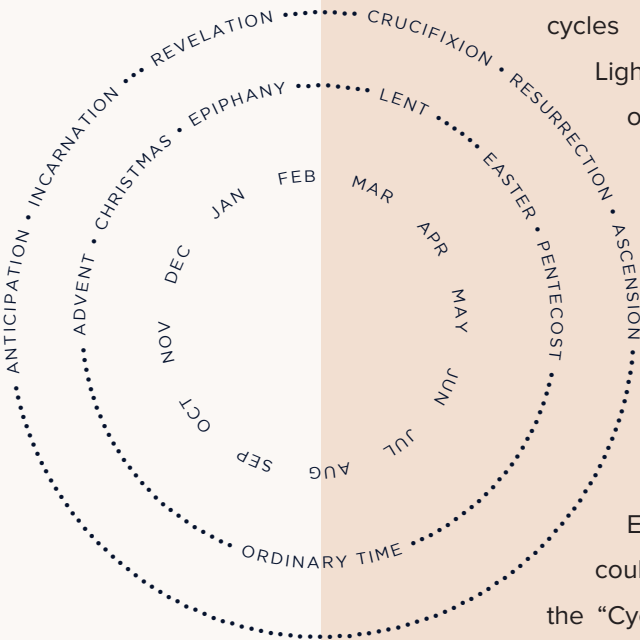 ANTICIPATION • INCARNATION REVELATION CRUCIFIXION • RESURRECTION • ASCENSION
ADVENT • CHRISTMAS • EPIPHANY LENT EASTER • PENTECOST
ORDINARY TIME
JAN
FEB
MAR
APR
MAY
JUN
JUL
AUG
SEP
OCT
NOV
DEC
cycles
Ligh
o
E
coul
the “Cy